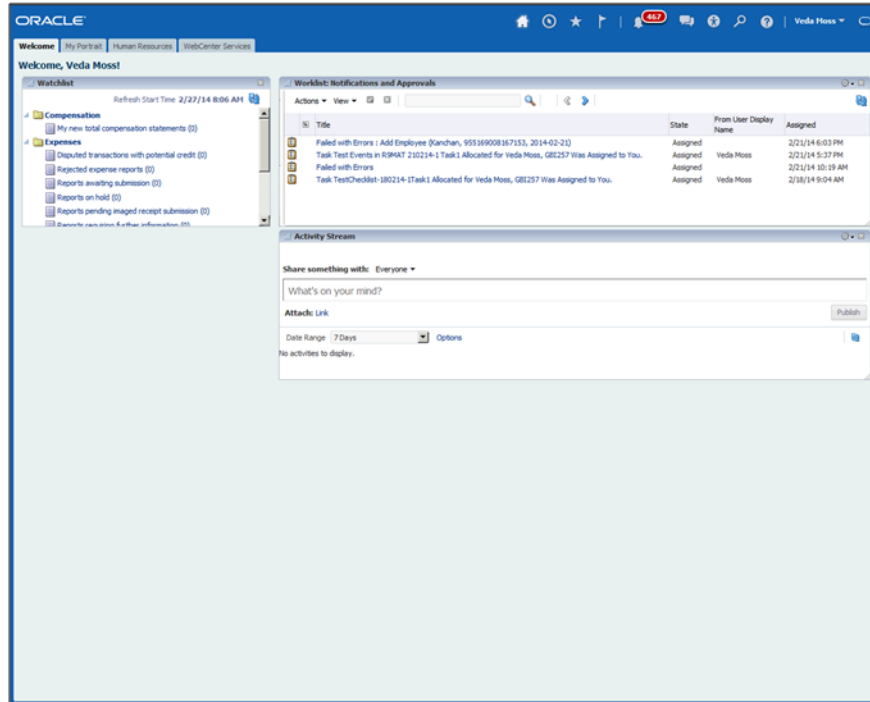 ORACLE
467
Veda Moss
Welcome My Portrait Human Resources WebCenter Services
Welcome, Veda Moss!
Watchlist
Refresh Start Time 2/27/14 8:06 AM
Compensation
My new total compensation statements (0)
Expenses
Disputed transactions with potential credit (0)
Rejected expense reports (0)
Reports awaiting submission (0)
Reports on hold (0)
Reports pending imaged receipt submission (0)
Reports requiring further information (0)
Worklist: Notifications and Approvals
Actions View
Title State From User Display Name Assigned
Failed with Errors : Add Employee (Kanchan, 955169008167153, 2014-02-21) Assigned 2/21/14 6:03 PM
Task Test Events in R9MAT 210214-1 Task1 Allocated for Veda Moss, GBI257 Was Assigned to You. Assigned Veda Moss 2/21/14 5:37 PM
Failed with Errors Assigned 2/21/14 10:19 AM
Task TestChecklist-180214-1Task1 Allocated for Veda Moss, GBI257 Was Assigned to You. Assigned Veda Moss 2/18/14 9:04 AM
Activity Stream
Share something with: Everyone
What's on your mind?
Attach: Link
Publish
Date Range 7 Days Options
No activities to display.